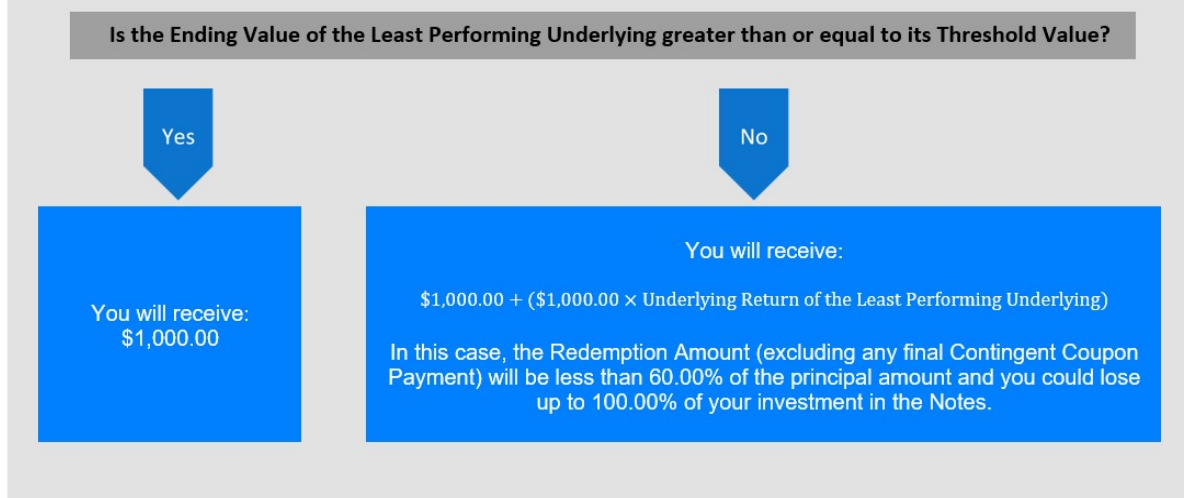 Is the Ending Value of the Least Performing Underlying greater than or equal to its Threshold Value?
Yes
No
You will receive:
$1,000.00
You will receive:
$1,000.00 + ($1,000.00 × Underlying Return of the Least Performing Underlying)
In this case, the Redemption Amount (excluding any final Contingent Coupon
Payment) will be less than 60.00% of the principal amount and you could lose
up to 100.00% of your investment in the Notes.